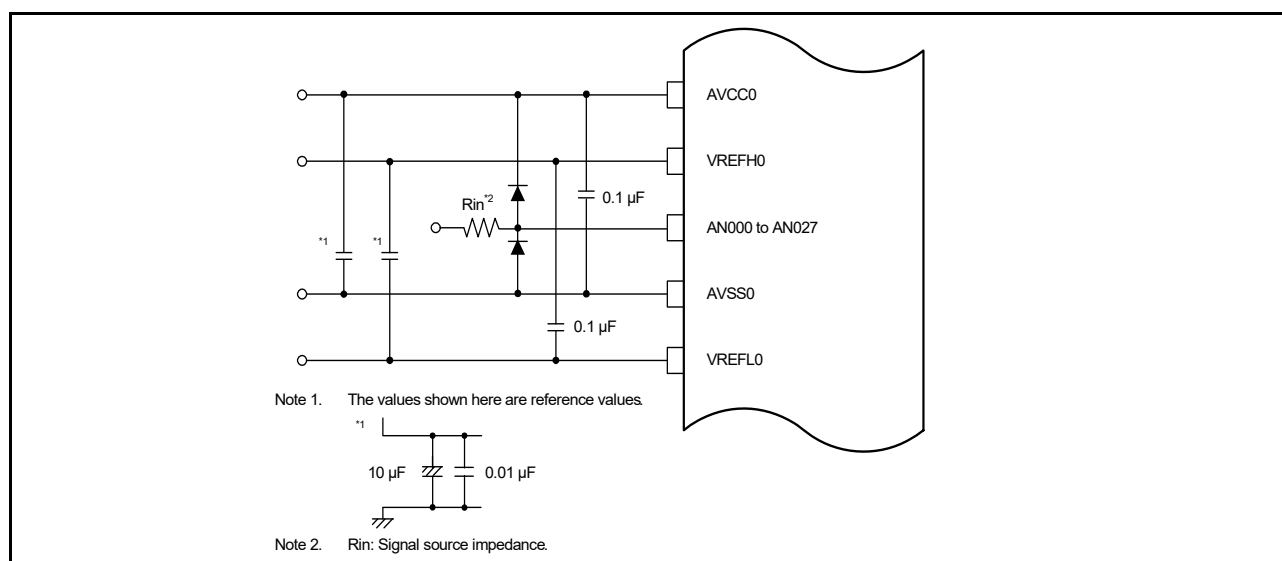 AVCC0
VREFH0
Rin*2
0.1 µF
AN000 to AN027
*1
*1
AVSS0
0.1 µF
VREFL0
Note 1. The values shown here are reference values.
*1
10 µF
0.01 µF
Note 2. Rin: Signal source impedance.